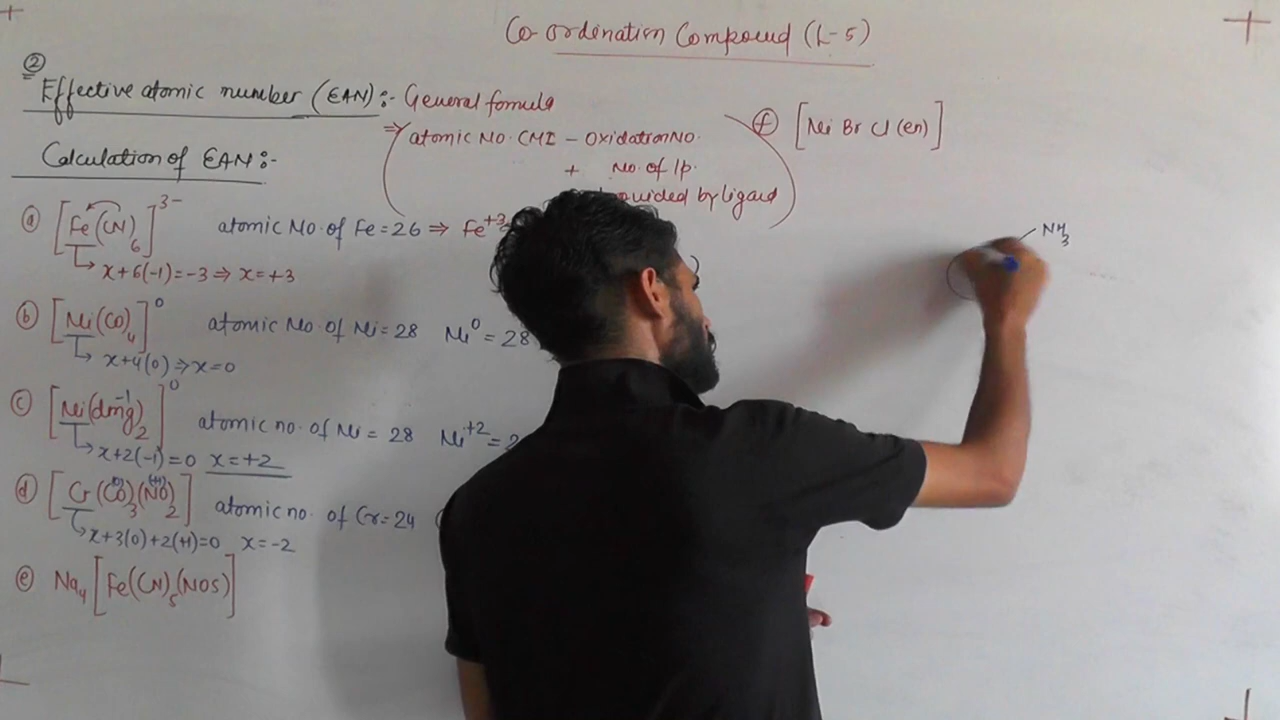 Co-ordination Compound (L-5)
②
Effective atomic number (EAN):- General formula
⇒ atomic No. CMI - Oxidation No.
+ No. of lp.
provided by ligand
Calculation of EAN:-
ⓐ [Fe(CN)6]3- atomic No. of Fe=26 ⇒ Fe+3
x+6(-1)=-3 ⇒ x=+3
ⓑ [Ni(CO)4]0 atomic No. of Ni=28 Ni0 = 28
x+4(0) ⇒ x=0
ⓒ [Ni(dmg-1)2]0 atomic no. of Ni = 28 Ni+2 = 2
x+2(-1)=0 x=+2
ⓓ [Cr(CO)3(NO)2] atomic no. of Cr=24
x+3(0)+2(+1)=0 x=-2
ⓔ Na4[Fe(CN)5(NOS)]
ⓕ [Ni Br Cl (en)]
NH3